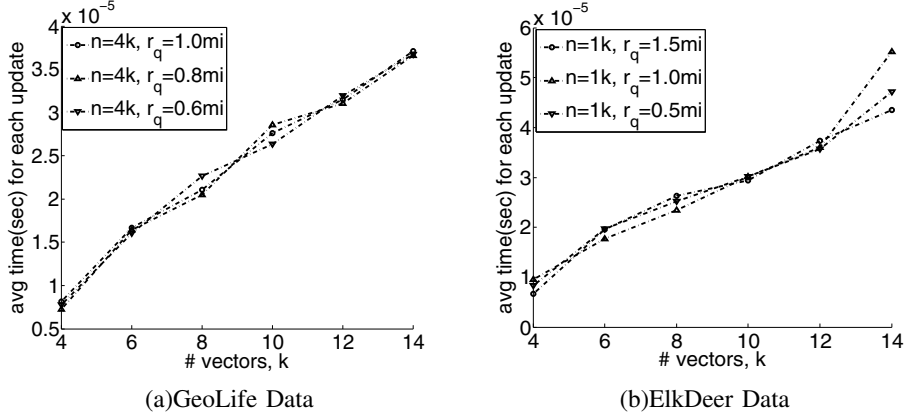 x 10⁻⁵
4
3.5
3
2.5
2
1.5
1
0.5
avg time(sec) for each update
n=4k, r_q=1.0mi
n=4k, r_q=0.8mi
n=4k, r_q=0.6mi
4 6 8 10 12 14
# vectors, k
(a)GeoLife Data
x 10⁻⁵
6
5
4
3
2
1
0
avg time(sec) for each update
n=1k, r_q=1.5mi
n=1k, r_q=1.0mi
n=1k, r_q=0.5mi
4 6 8 10 12 14
# vectors, k
(b)ElkDeer Data